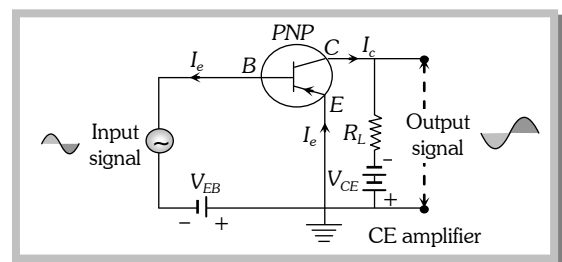 PNP
C
I_c
I_e
B
E
Input
signal
~
I_e
R_L
Output
signal
V_EB
V_CE
−
+
− +
CE amplifier